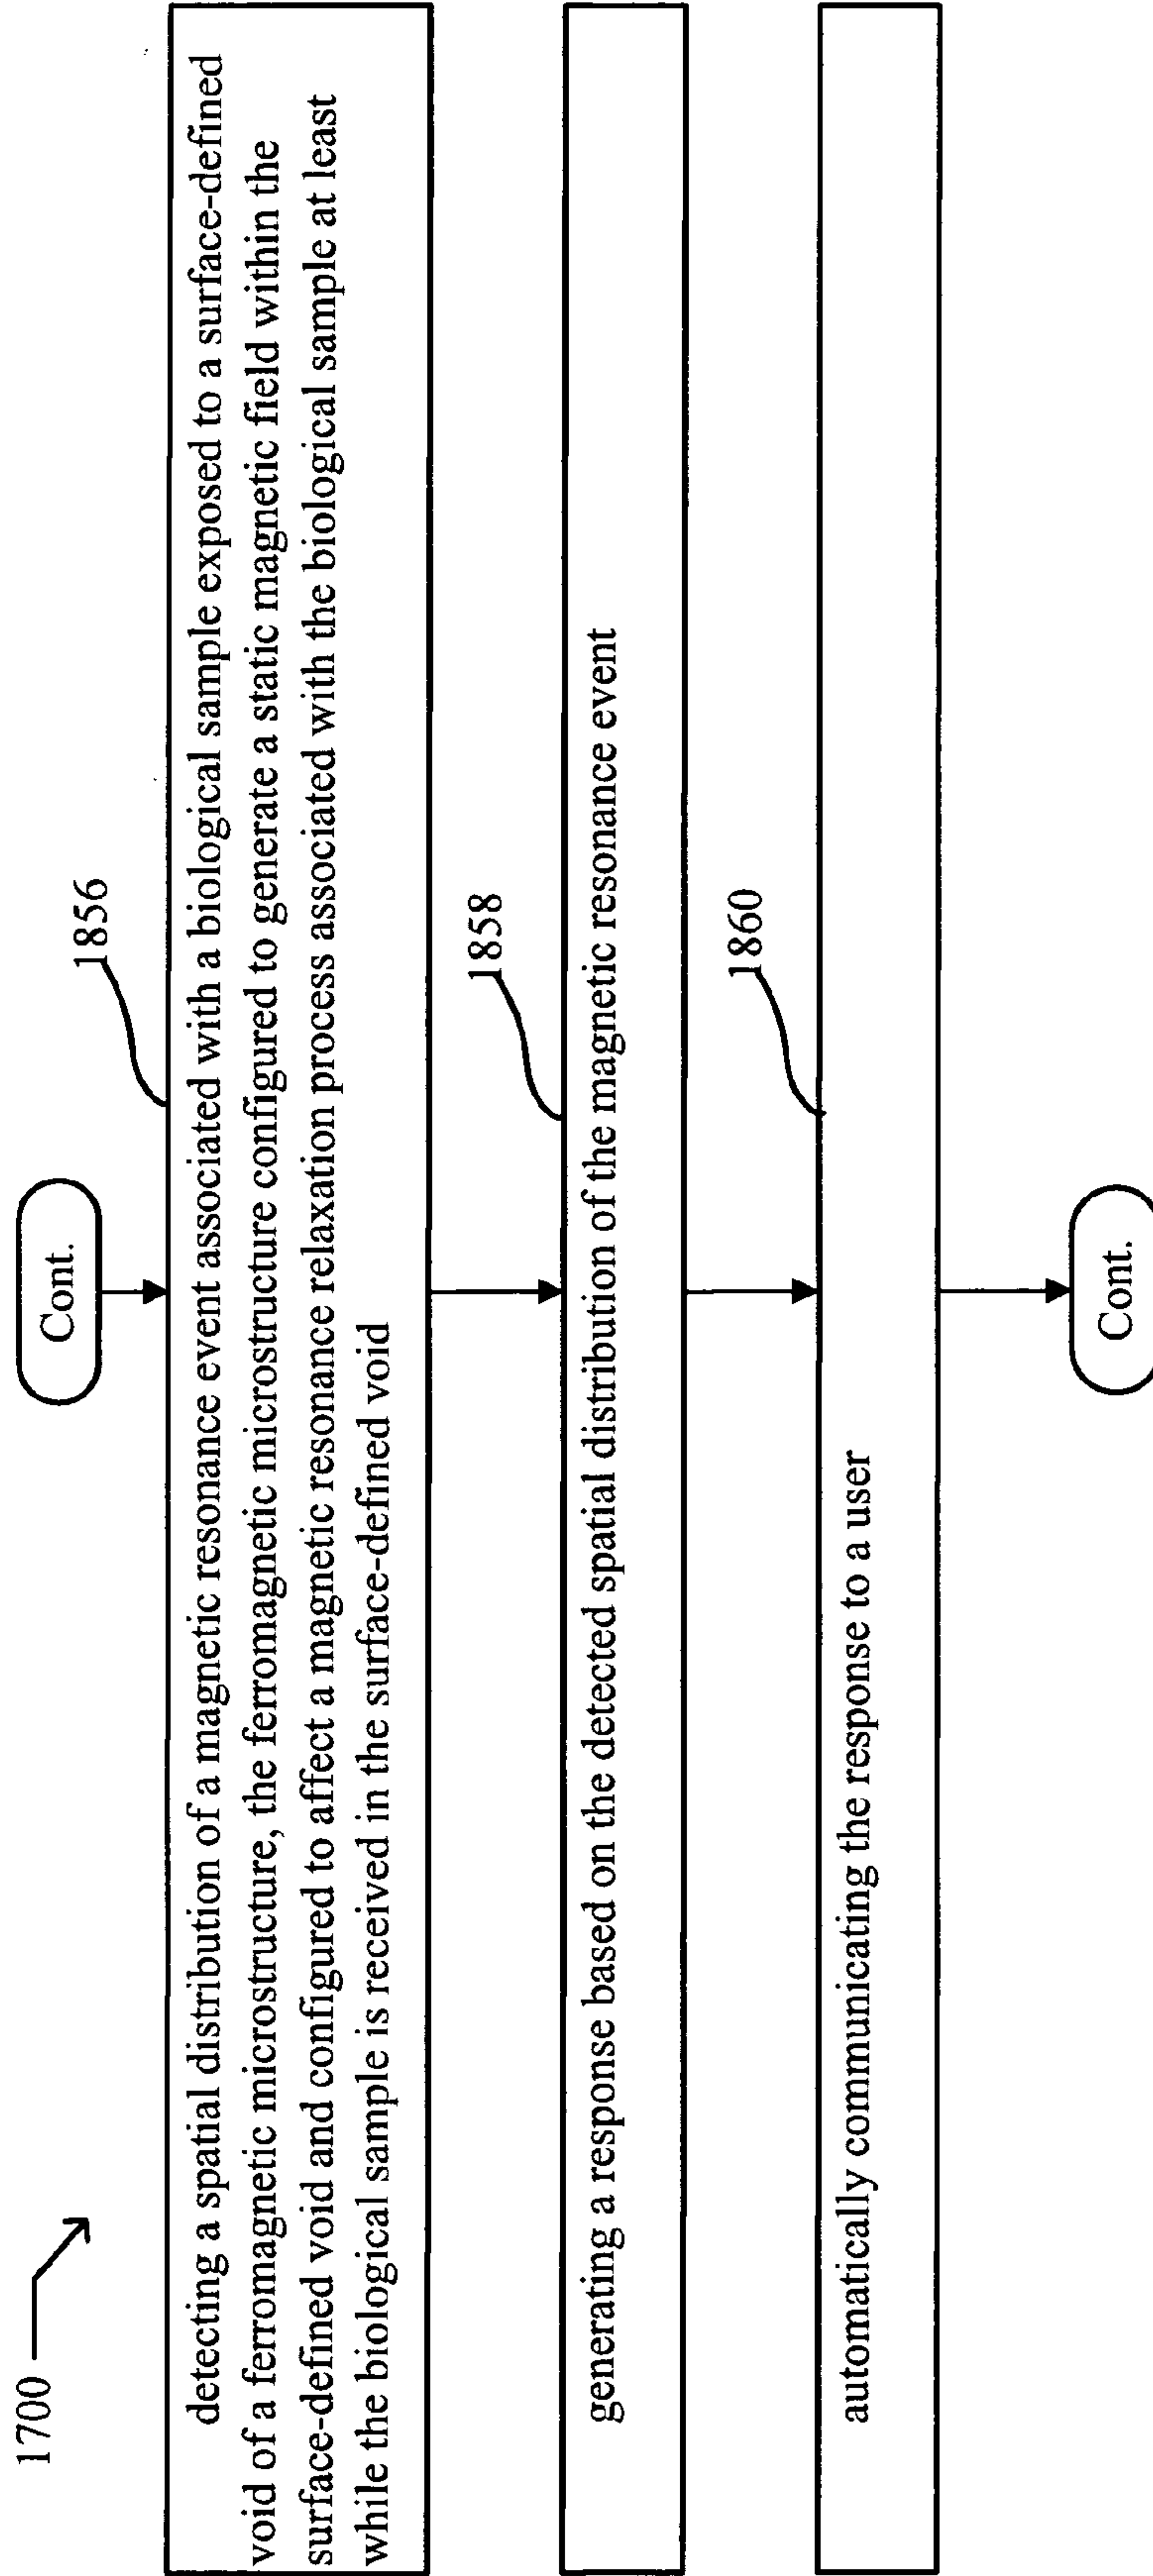 1700
Cont.
1856
detecting a spatial distribution of a magnetic resonance event associated with a biological sample exposed to a surface-defined
void of a ferromagnetic microstructure, the ferromagnetic microstructure configured to generate a static magnetic field within the
surface-defined void and configured to affect a magnetic resonance relaxation process associated with the biological sample at least
while the biological sample is received in the surface-defined void
1858
generating a response based on the detected spatial distribution of the magnetic resonance event
1860
automatically communicating the response to a user
Cont.